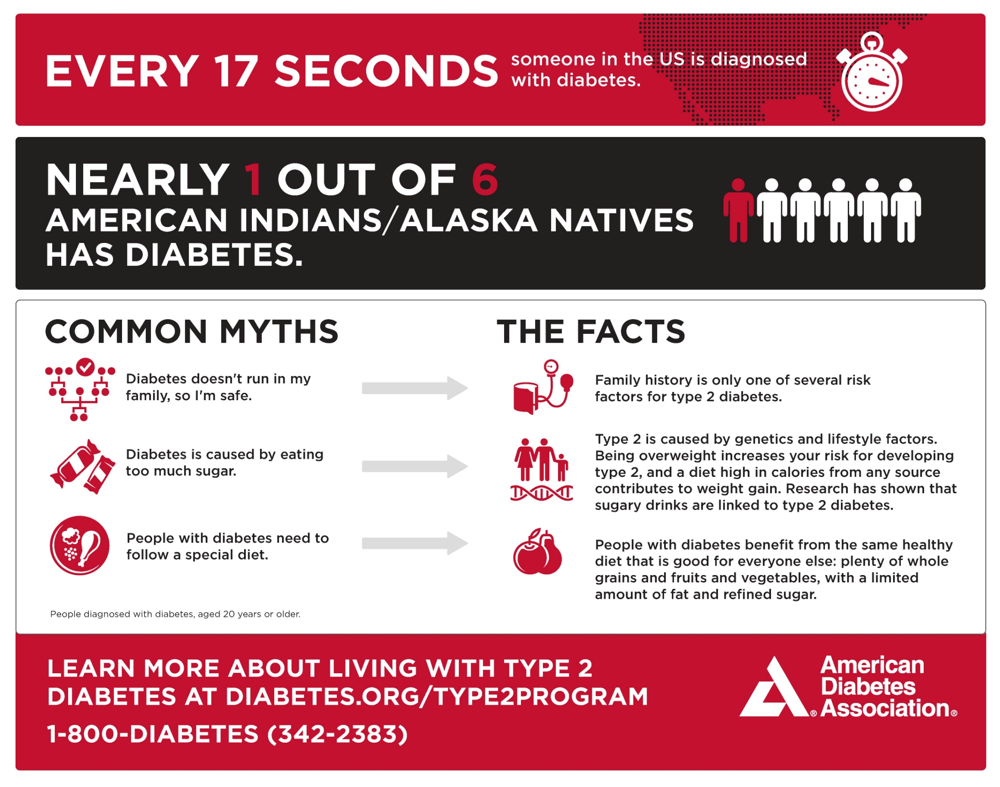 EVERY 17 SECONDS
someone in the US is diagnosed
with diabetes.
NEARLY 1 OUT OF 6
AMERICAN INDIANS/ALASKA NATIVES
HAS DIABETES.
COMMON MYTHS
THE FACTS
Diabetes doesn't run in my
family, so I'm safe.
Family history is only one of several risk
factors for type 2 diabetes.
Diabetes is caused by eating
too much sugar.
Type 2 is caused by genetics and lifestyle factors.
Being overweight increases your risk for developing
type 2, and a diet high in calories from any source
contributes to weight gain. Research has shown that
sugary drinks are linked to type 2 diabetes.
People with diabetes need to
follow a special diet.
People with diabetes benefit from the same healthy
diet that is good for everyone else: plenty of whole
grains and fruits and vegetables, with a limited
amount of fat and refined sugar.
People diagnosed with diabetes, aged 20 years or older.
LEARN MORE ABOUT LIVING WITH TYPE 2
DIABETES AT DIABETES.ORG/TYPE2PROGRAM
1-800-DIABETES (342-2383)
American
Diabetes
® Association®